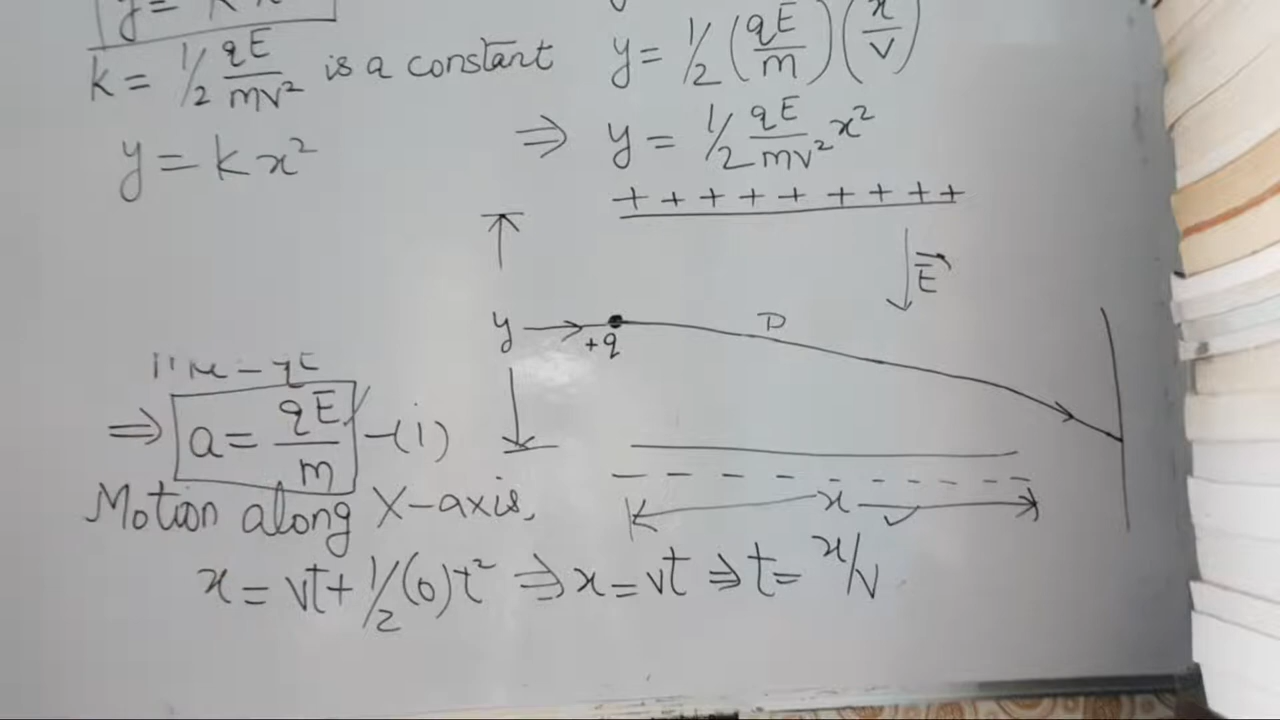 y = k x²
k = 1/2 qE/mv² is a constant
y = kx²
y = 1/2 (qE/m)(x/v)
⇒ y = 1/2 qE/mv² x²
+ + + + + + + + +
E⃗
y
+q
P
- - - - - - - - - -
x
⇒ a = qE/m -(i)
Motion along X-axis,
x = vt + 1/2(0)t² ⇒ x = vt ⇒ t = x/v